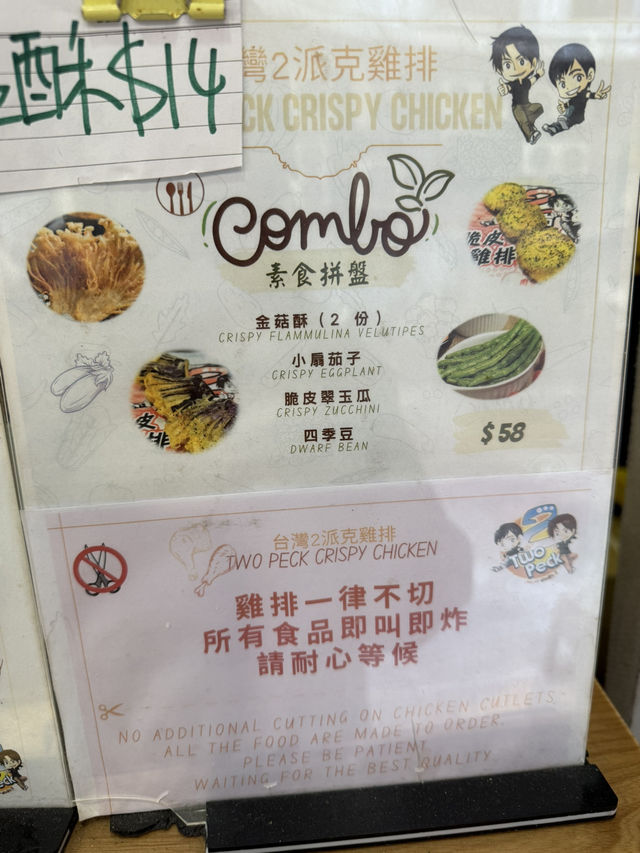 酥$14
灣2派克雞排
CK CRISPY CHICKEN
Combo
素食拼盤
脆皮
雞排
金菇酥（2 份）
CRISPY FLAMMULINA VELUTIPES
小扇茄子
CRISPY EGGPLANT
脆皮翠玉瓜
CRISPY ZUCCHINI
四季豆
DWARF BEAN
$58
台灣2派克雞排
TWO PECK CRISPY CHICKEN
2
Two
Peck
雞排一律不切
所有食品即叫即炸
請耐心等候
NO ADDITIONAL CUTTING ON CHICKEN CUTLETS
ALL THE FOOD ARE MADE TO ORDER.
PLEASE BE PATIENT
WAITING FOR THE BEST QUALITY